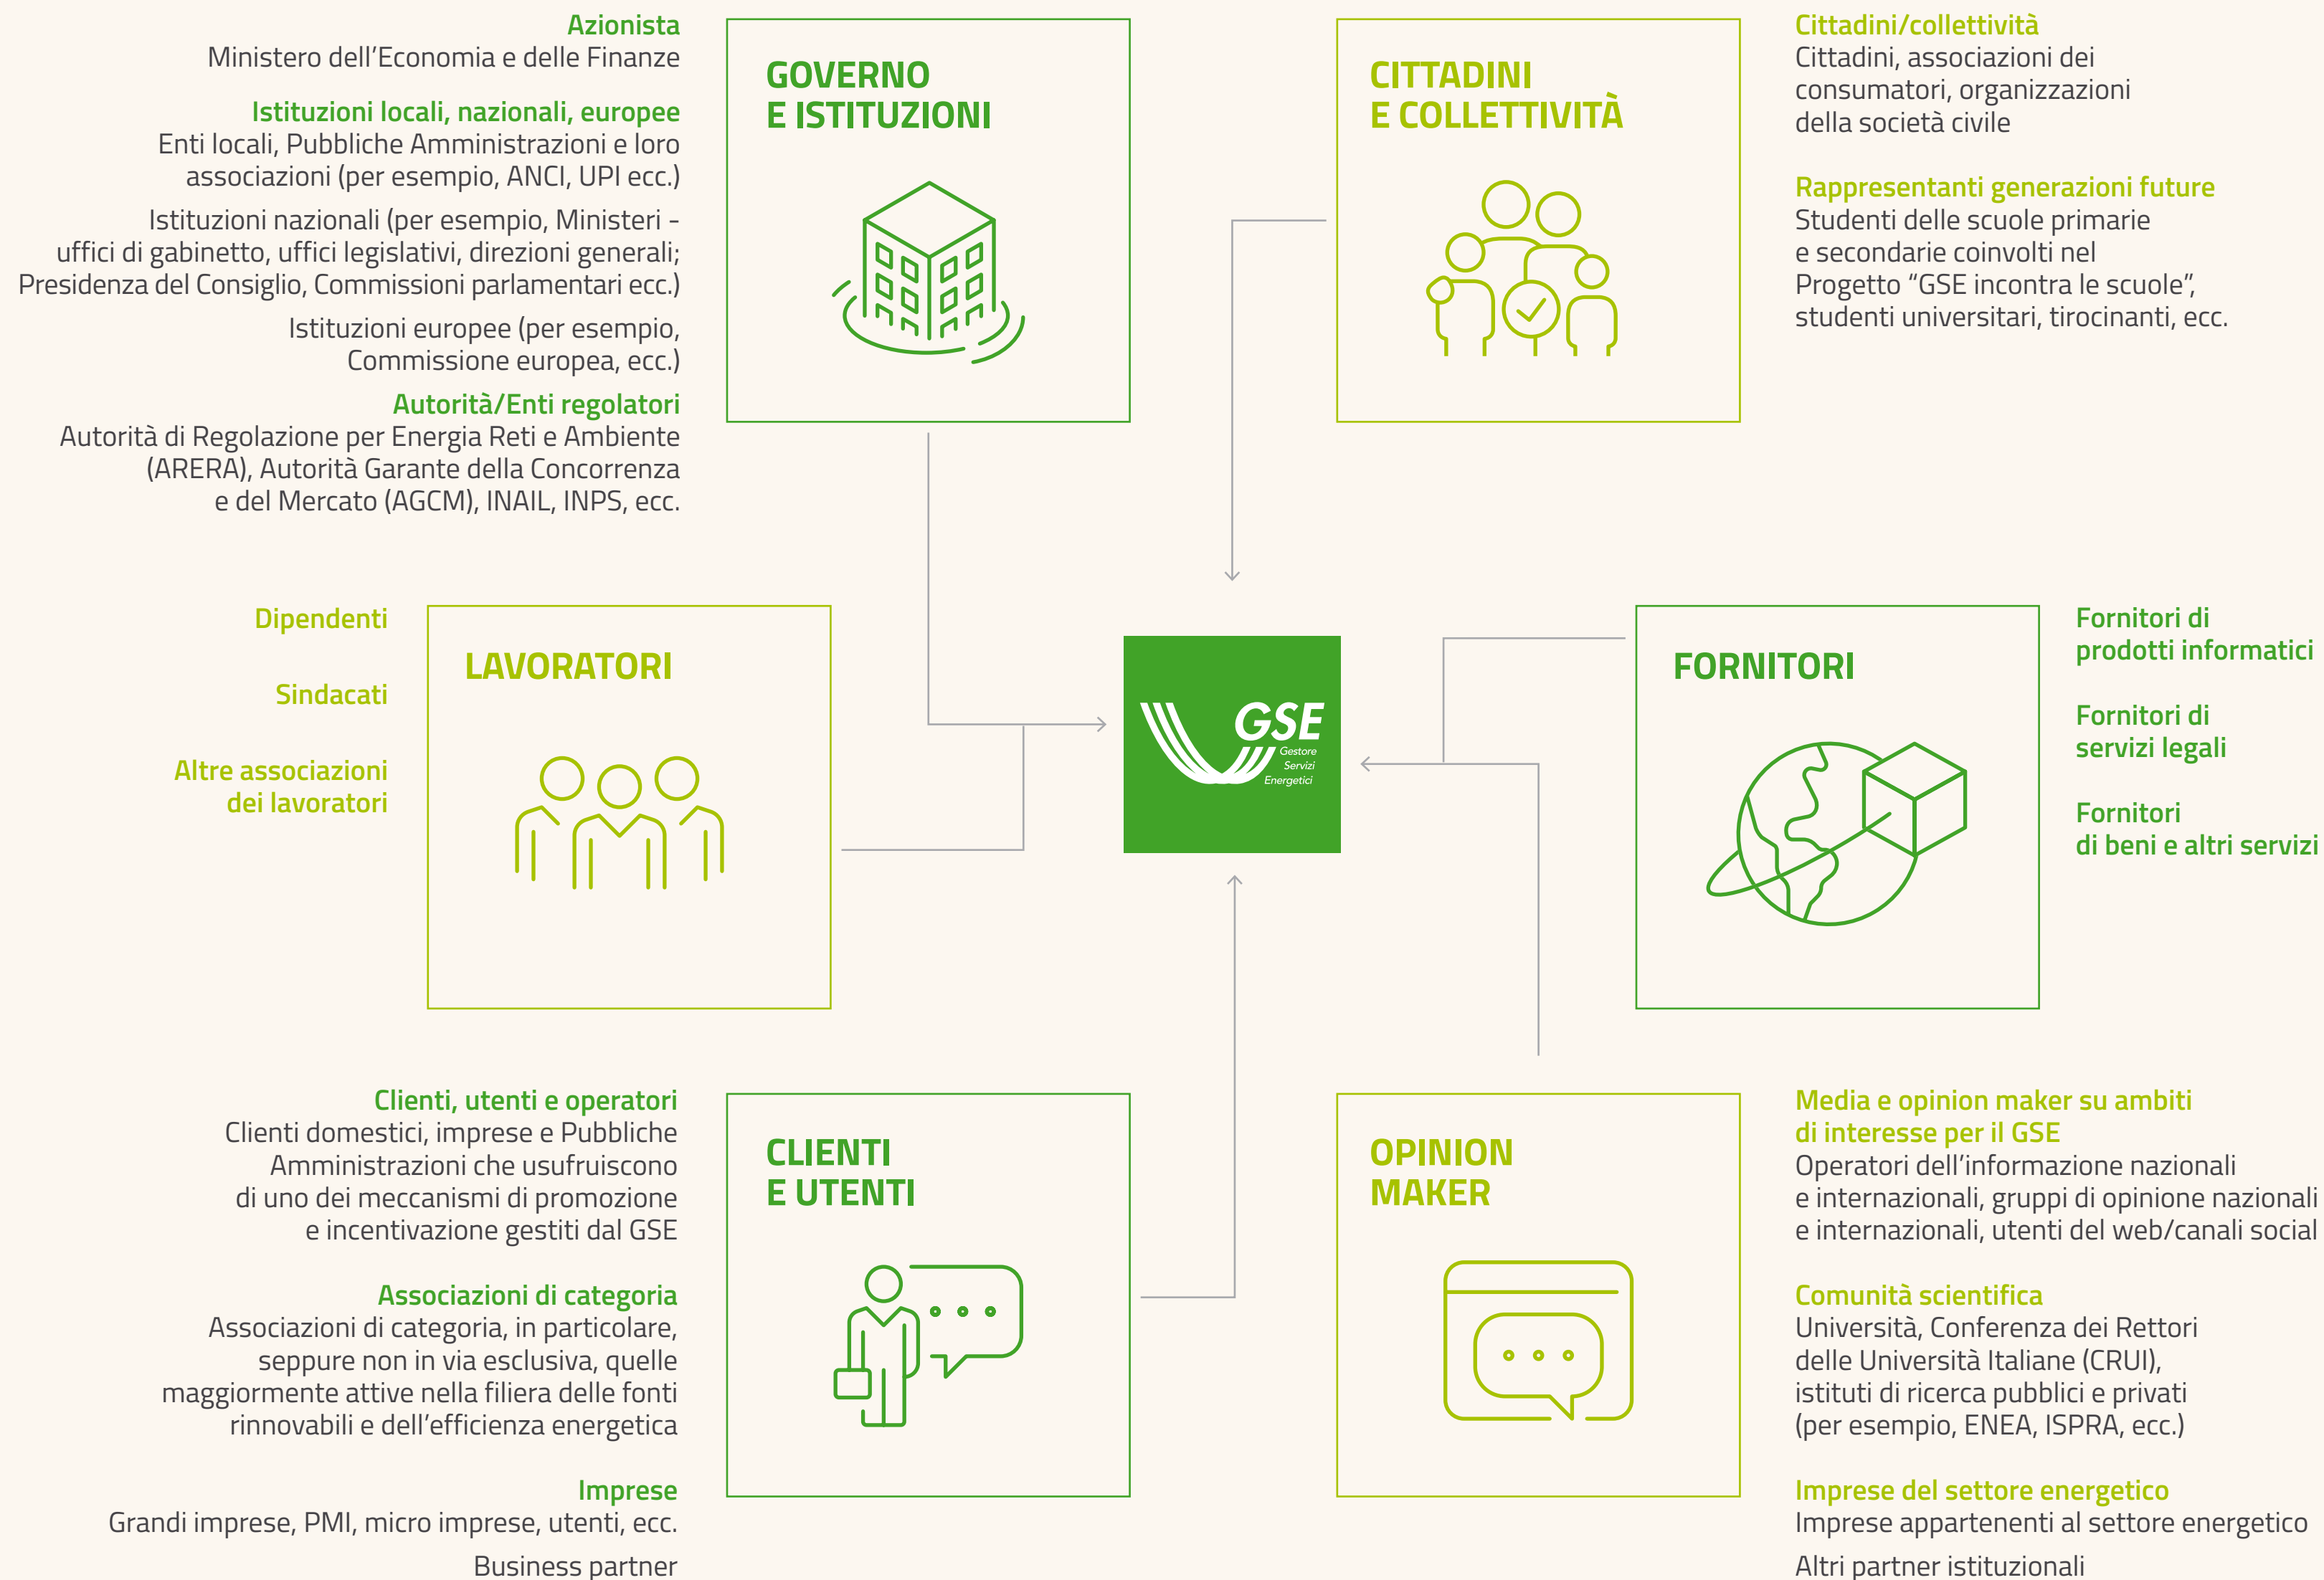 Azionista
Ministero dell’Economia e delle Finanze
Istituzioni locali, nazionali, europee
Enti locali, Pubbliche Amministrazioni e loro
associazioni (per esempio, ANCI, UPI ecc.)
Istituzioni nazionali (per esempio, Ministeri -
uffici di gabinetto, uffici legislativi, direzioni generali;
Presidenza del Consiglio, Commissioni parlamentari ecc.)
Istituzioni europee (per esempio,
Commissione europea, ecc.)
Autorità/Enti regolatori
Autorità di Regolazione per Energia Reti e Ambiente
(ARERA), Autorità Garante della Concorrenza
e del Mercato (AGCM), INAIL, INPS, ecc.
GOVERNO
E ISTITUZIONI
CITTADINI
E COLLETTIVITÀ
Cittadini/collettività
Cittadini, associazioni dei
consumatori, organizzazioni
della società civile
Rappresentanti generazioni future
Studenti delle scuole primarie
e secondarie coinvolti nel
Progetto “GSE incontra le scuole”,
studenti universitari, tirocinanti, ecc.
Dipendenti
Sindacati
Altre associazioni
dei lavoratori
LAVORATORI
GSE
Gestore
Servizi
Energetici
FORNITORI
Fornitori di
prodotti informatici
Fornitori di
servizi legali
Fornitori
di beni e altri servizi
Clienti, utenti e operatori
Clienti domestici, imprese e Pubbliche
Amministrazioni che usufruiscono
di uno dei meccanismi di promozione
e incentivazione gestiti dal GSE
Associazioni di categoria
Associazioni di categoria, in particolare,
seppure non in via esclusiva, quelle
maggiormente attive nella filiera delle fonti
rinnovabili e dell’efficienza energetica
Imprese
Grandi imprese, PMI, micro imprese, utenti, ecc.
Business partner
CLIENTI
E UTENTI
OPINION
MAKER
Media e opinion maker su ambiti
di interesse per il GSE
Operatori dell’informazione nazionali
e internazionali, gruppi di opinione nazionali
e internazionali, utenti del web/canali social
Comunità scientifica
Università, Conferenza dei Rettori
delle Università Italiane (CRUI),
istituti di ricerca pubblici e privati
(per esempio, ENEA, ISPRA, ecc.)
Imprese del settore energetico
Imprese appartenenti al settore energetico
Altri partner istituzionali